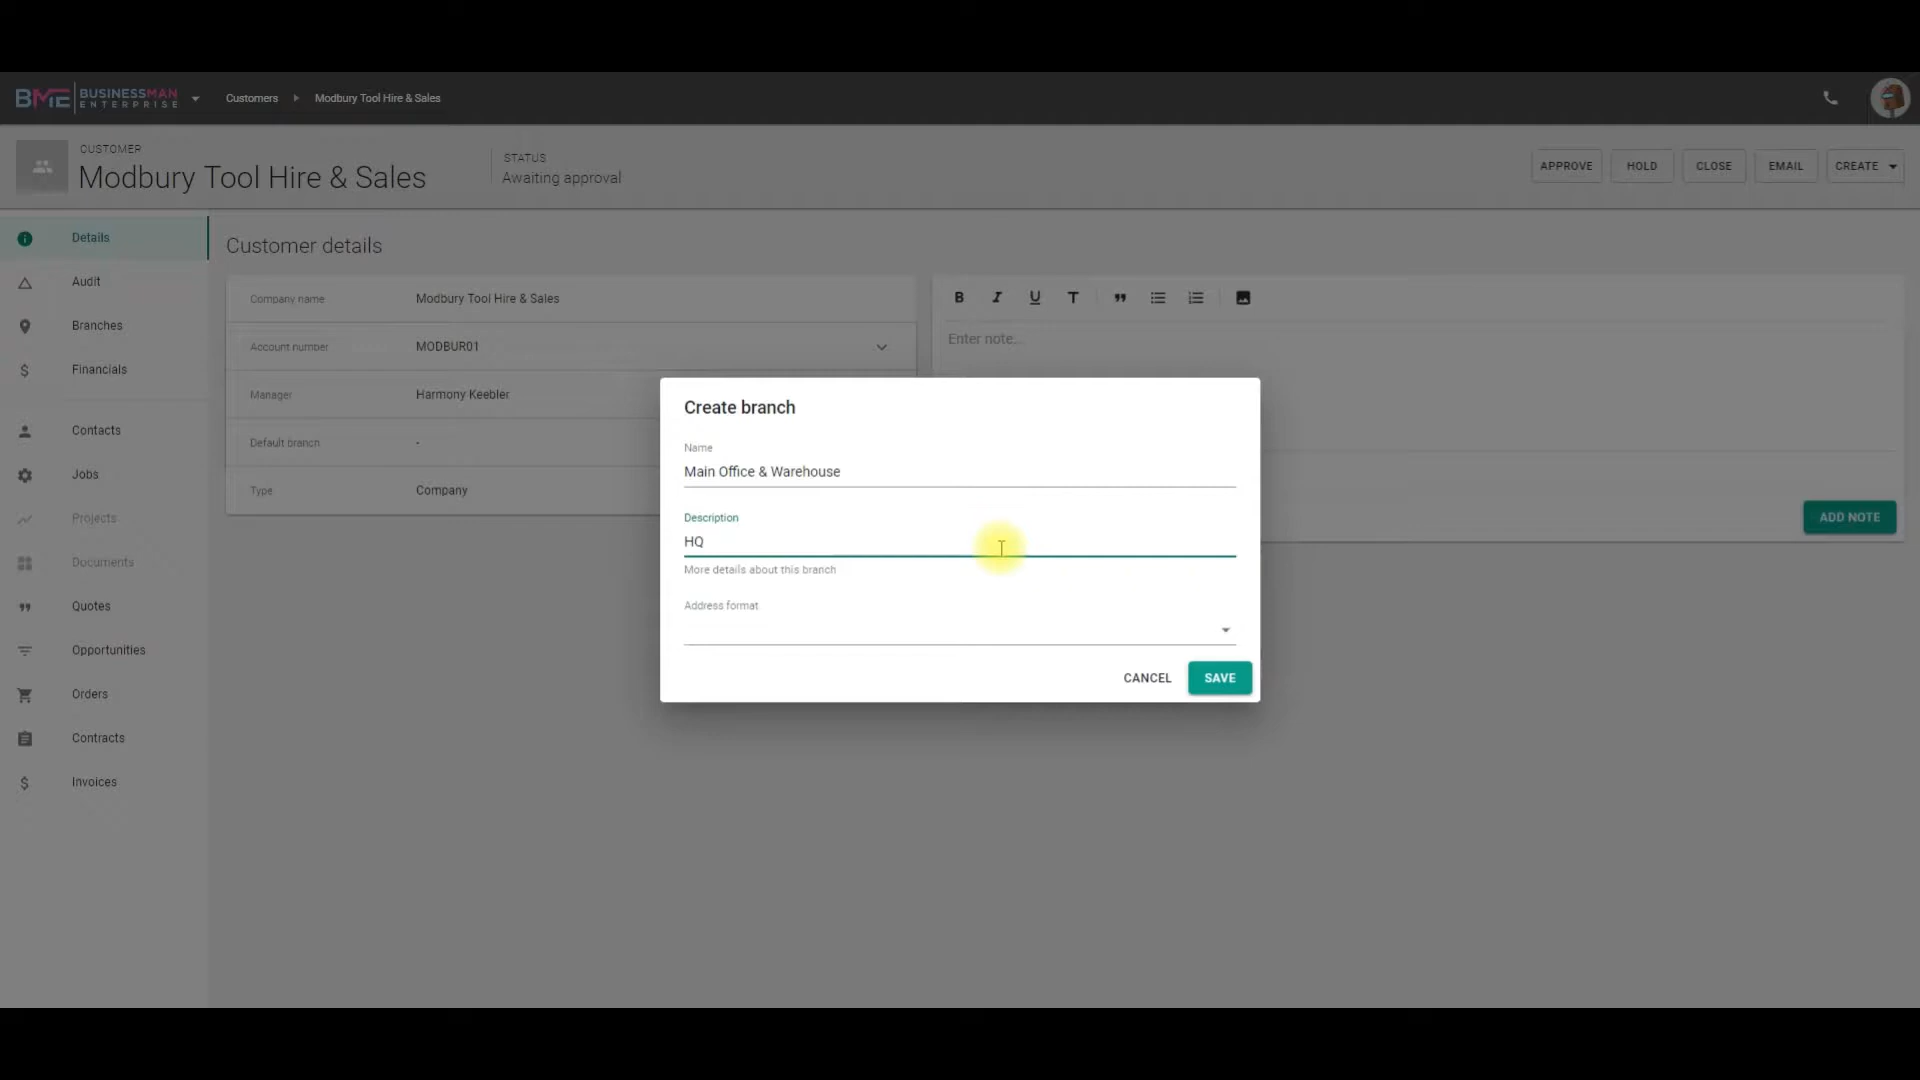 BME BUSINESSMAN ENTERPRISE
Customers Modbury Tool Hire & Sales
CUSTOMER
Modbury Tool Hire & Sales
STATUS
Awaiting approval
APPROVE HOLD CLOSE EMAIL CREATE
Details
Audit
Branches
Financials
Contacts
Jobs
Projects
Documents
Quotes
Opportunities
Orders
Contracts
Invoices
Customer details
Company name Modbury Tool Hire & Sales
Account number MODBUR01
Manager Harmony Keebler
Default branch -
Type Company
B I U T
Enter note...
ADD NOTE
Create branch
Name
Main Office & Warehouse
Description
HQ
More details about this branch
Address format
CANCEL SAVE